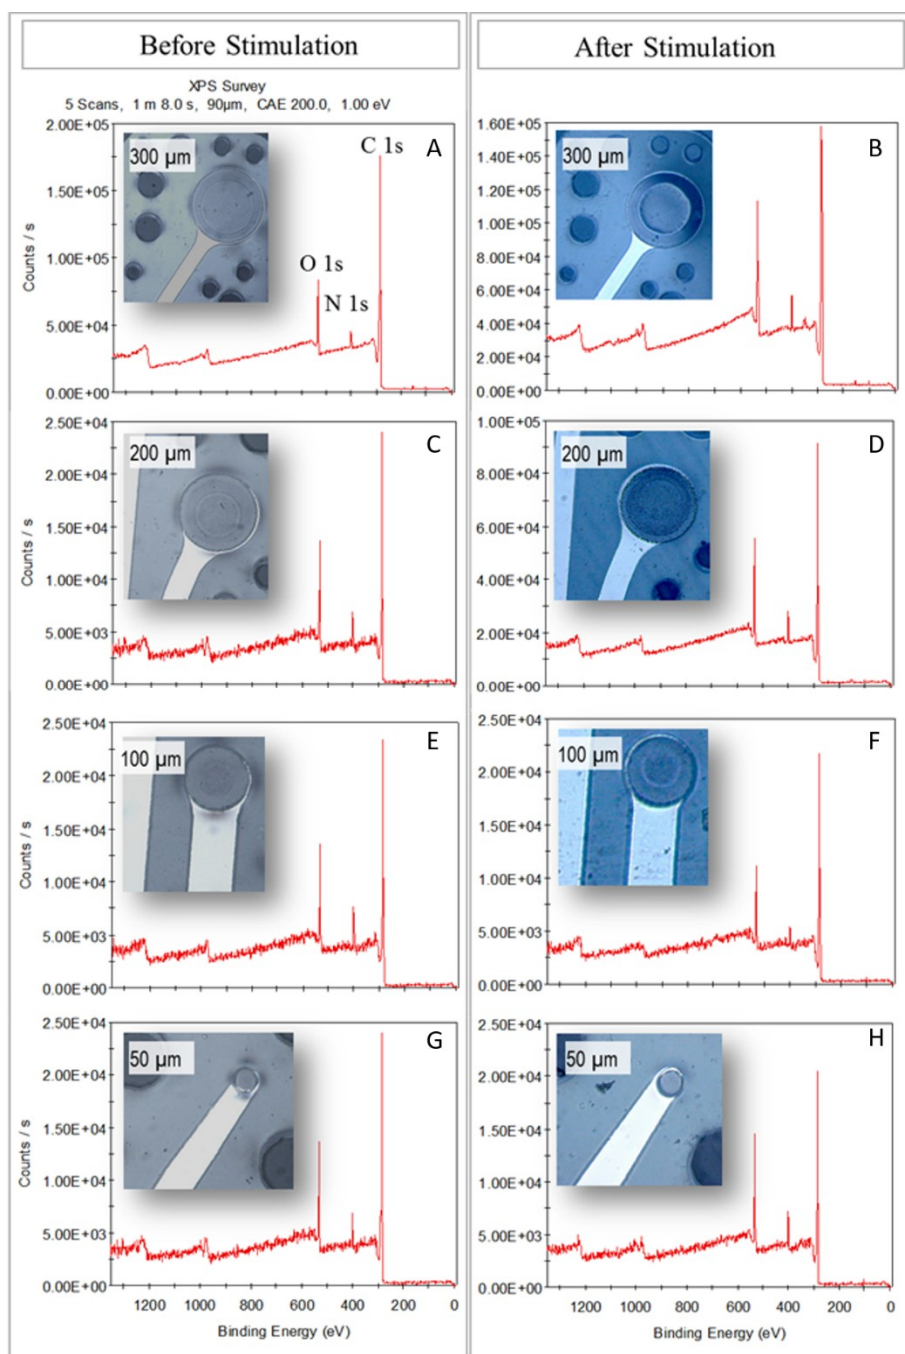 Before Stimulation
After Stimulation
XPS Survey
5 Scans, 1 m 8.0 s, 90µm, CAE 200.0, 1.00 eV
2.00E+05
1.50E+05
1.00E+05
5.00E+04
0.00E+00
Counts / s
300 µm
A
C 1s
O 1s
N 1s
1.60E+05
1.40E+05
1.20E+05
1.00E+05
8.00E+04
6.00E+04
4.00E+04
2.00E+04
0.00E+00
300 µm
B
2.50E+04
2.00E+04
1.50E+04
1.00E+04
5.00E+03
0.00E+00
Counts / s
200 µm
C
1.00E+05
8.00E+04
6.00E+04
4.00E+04
2.00E+04
0.00E+00
200 µm
D
2.50E+04
2.00E+04
1.50E+04
1.00E+04
5.00E+03
0.00E+00
Counts / s
100 µm
E
2.50E+04
2.00E+04
1.50E+04
1.00E+04
5.00E+03
0.00E+00
100 µm
F
2.50E+04
2.00E+04
1.50E+04
1.00E+04
5.00E+03
0.00E+00
Counts / s
50 µm
G
1200 1000 800 600 400 200 0
Binding Energy (eV)
2.50E+04
2.00E+04
1.50E+04
1.00E+04
5.00E+03
0.00E+00
50 µm
H
1200 1000 800 600 400 200 0
Binding Energy (eV)